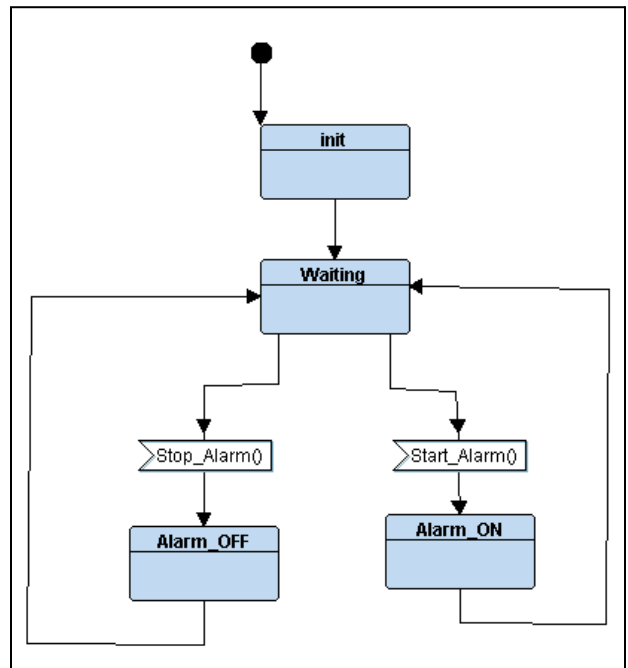 init
Waiting
Stop_Alarm()
Start_Alarm()
Alarm_OFF
Alarm_ON